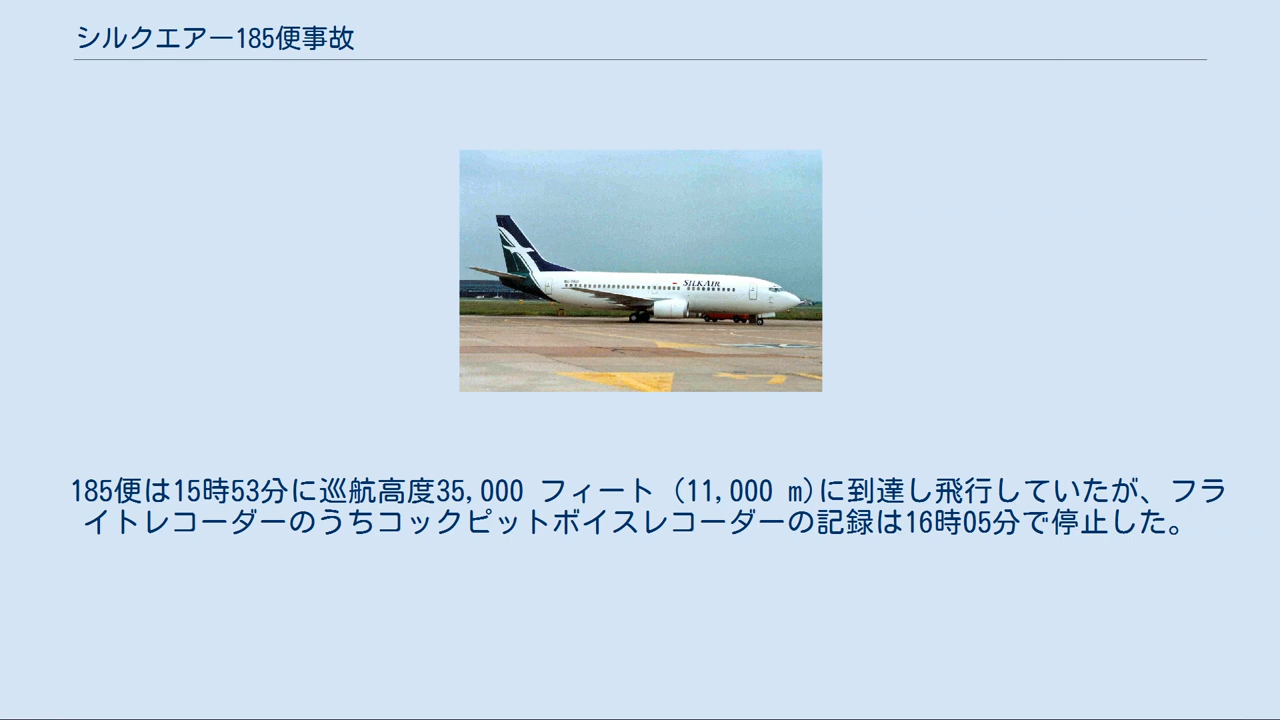 シルクエアー185便事故
SILKAIR
185便は15時53分に巡航高度35,000 フィート (11,000 m)に到達し飛行していたが、フラ
イトレコーダーのうちコックピットボイスレコーダーの記録は16時05分で停止した。